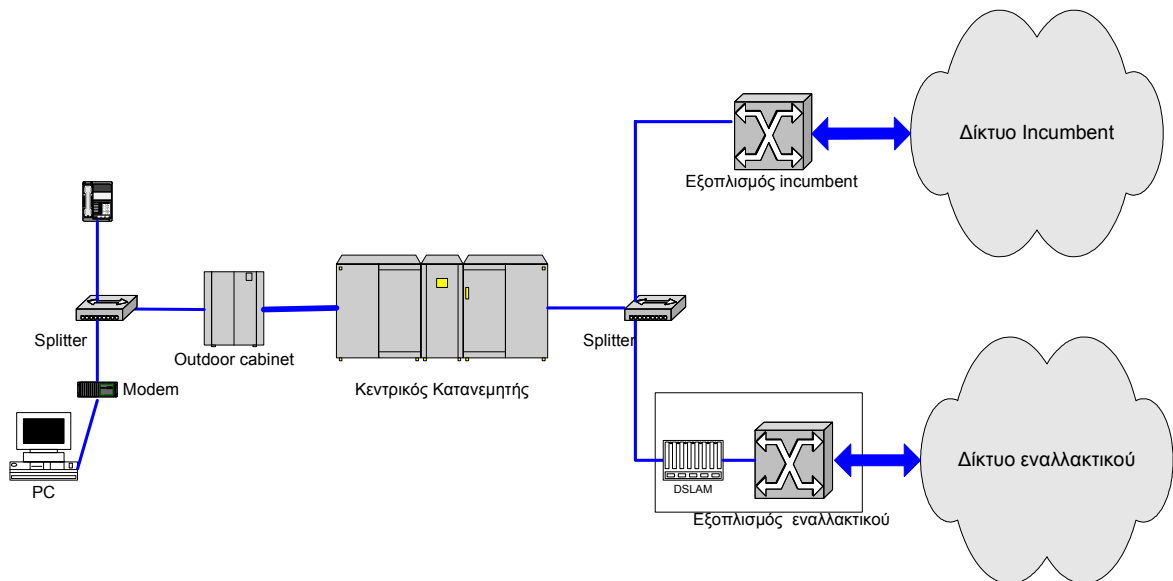 Δίκτυο Incumbent
Εξοπλισμός incumbent
Splitter
Outdoor cabinet
Splitter
Modem
Κεντρικός Κατανεμητής
PC
DSLAM
Δίκτυο εναλλακτικού
Εξοπλισμός εναλλακτικού